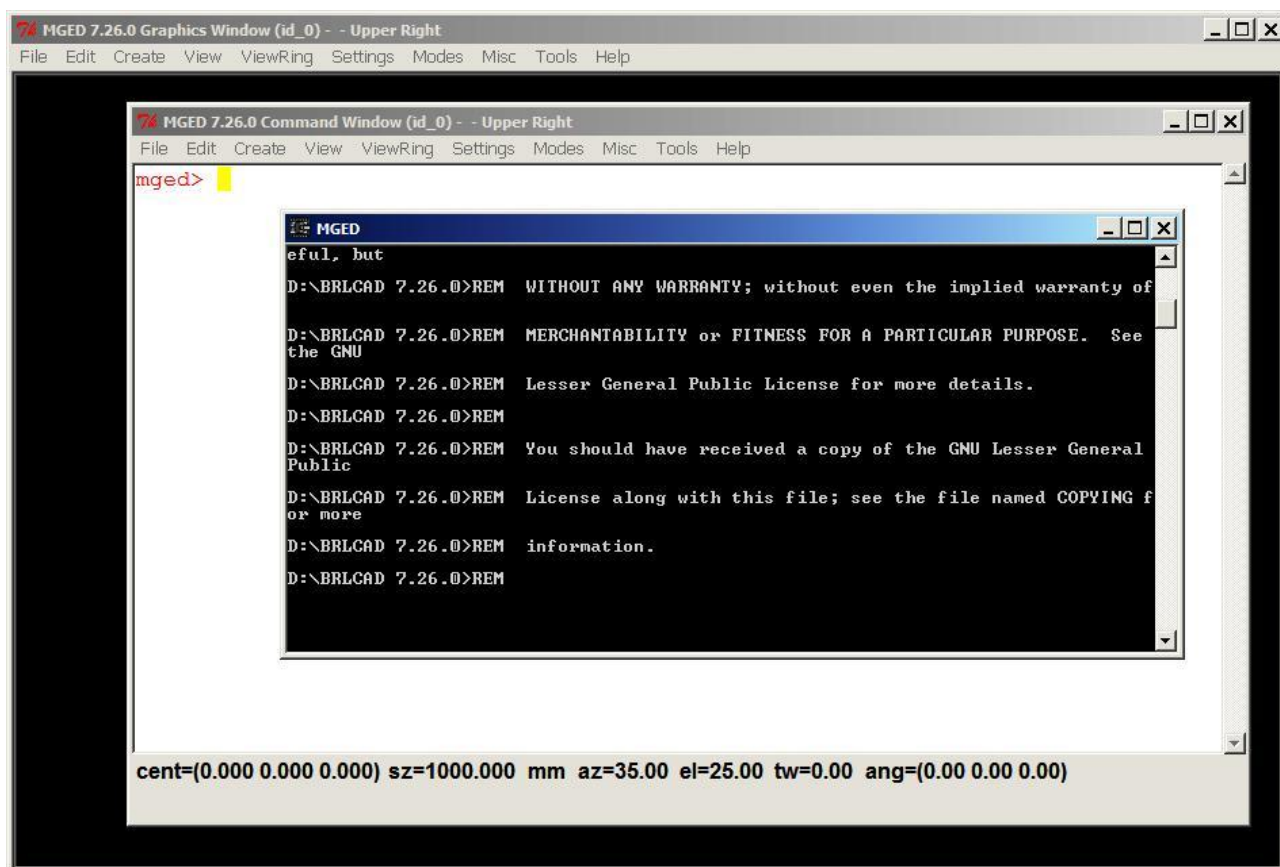 MGED 7.26.0 Graphics Window (id_0) - - Upper Right
File Edit Create View ViewRing Settings Modes Misc Tools Help
MGED 7.26.0 Command Window (id_0) - - Upper Right
File Edit Create View ViewRing Settings Modes Misc Tools Help
mged>
MGED
eful, but
D:\BRLCAD 7.26.0>REM  WITHOUT ANY WARRANTY; without even the implied warranty of
D:\BRLCAD 7.26.0>REM  MERCHANTABILITY or FITNESS FOR A PARTICULAR PURPOSE.  See
the GNU
D:\BRLCAD 7.26.0>REM  Lesser General Public License for more details.
D:\BRLCAD 7.26.0>REM
D:\BRLCAD 7.26.0>REM  You should have received a copy of the GNU Lesser General
Public
D:\BRLCAD 7.26.0>REM  License along with this file; see the file named COPYING f
or more
D:\BRLCAD 7.26.0>REM  information.
D:\BRLCAD 7.26.0>REM
cent=(0.000 0.000 0.000) sz=1000.000 mm az=35.00 el=25.00 tw=0.00 ang=(0.00 0.00 0.00)